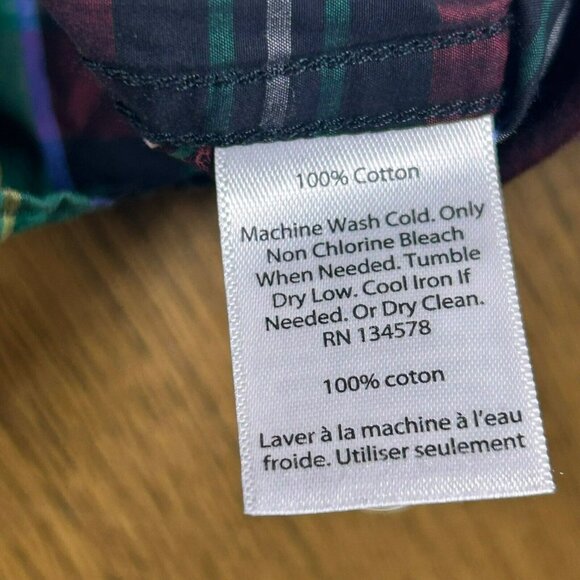 100% Cotton
Machine Wash Cold. Only
Non Chlorine Bleach
When Needed. Tumble
Dry Low. Cool Iron If
Needed. Or Dry Clean.
RN 134578
100% coton
Laver à la machine à l'eau
froide. Utiliser seulement